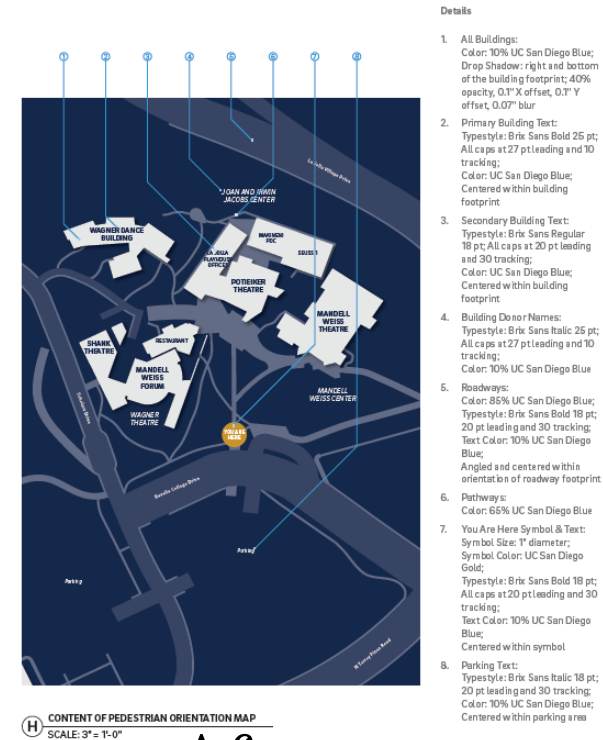 Details
1. All Buildings:
Color: 10% UC San Diego Blue;
Drop Shadow: right and bottom
of the building footprint; 40%
opacity, 0.1" X offset, 0.1" Y
offset, 0.07" blur
2. Primary Building Text:
Typestyle: Brix Sans Bold 25 pt;
All caps at 27 pt leading and 10
tracking;
Color: UC San Diego Blue;
Centered within building
footprint
3. Secondary Building Text:
Typestyle: Brix Sans Regular
18 pt; All caps at 20 pt leading
and 30 tracking;
Color: UC San Diego Blue;
Centered within building
footprint
4. Building Donor Names:
Typestyle: Brix Sans Italic 25 pt;
All caps at 27 pt leading and 10
tracking;
Color: 10% UC San Diego Blue
5. Roadways:
Color: 85% UC San Diego Blue;
Typestyle: Brix Sans Bold 18 pt;
20 pt leading and 30 tracking;
Text Color: 10% UC San Diego
Blue;
Angled and centered within
orientation of roadway footprint
6. Pathways:
Color: 65% UC San Diego Blue
7. You Are Here Symbol & Text:
Symbol Size: 1" diameter;
Symbol Color: UC San Diego
Gold;
Typestyle: Brix Sans Bold 18 pt;
All caps at 20 pt leading and 30
tracking;
Text Color: 10% UC San Diego
Blue;
Centered within symbol
8. Parking Text:
Typestyle: Brix Sans Italic 18 pt;
20 pt leading and 30 tracking;
Color: 10% UC San Diego Blue;
Centered within parking area
1 2 3 4 5 6 7 8
La Jolla Village Drive
JOAN AND IRWIN
JACOBS CENTER
WAGNER DANCE
BUILDING
LA JOLLA
PLAYHOUSE
OFFICES
POTIEKER
THEATRE
MANDELL
WEISS
THEATRE
SHANK
THEATRE
RESTAURANT
MANDELL
WEISS
FORUM
MANDELL
WEISS CENTER
WAGNER
THEATRE
YOU ARE
HERE
Revelle College Drive
Parking
Parking
N Torrey Pines Road
H CONTENT OF PEDESTRIAN ORIENTATION MAP
SCALE: 3" = 1'-0"